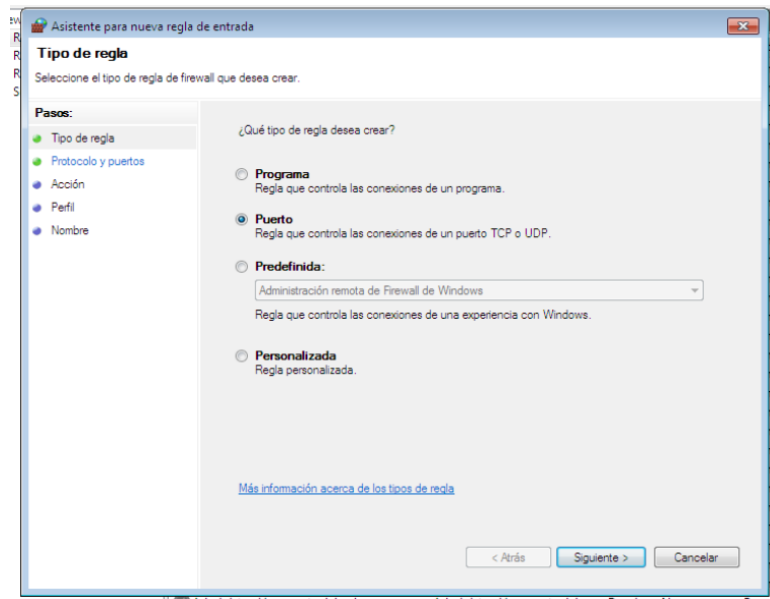 Asistente para nueva regla de entrada
Tipo de regla
Seleccione el tipo de regla de firewall que desea crear.
Pasos:
Tipo de regla
Protocolo y puertos
Acción
Perfil
Nombre
¿Qué tipo de regla desea crear?
Programa
Regla que controla las conexiones de un programa.
Puerto
Regla que controla las conexiones de un puerto TCP o UDP.
Predefinida:
Administración remota de Firewall de Windows
Regla que controla las conexiones de una experiencia con Windows.
Personalizada
Regla personalizada.
Más información acerca de los tipos de regla
< Atrás
Siguiente >
Cancelar